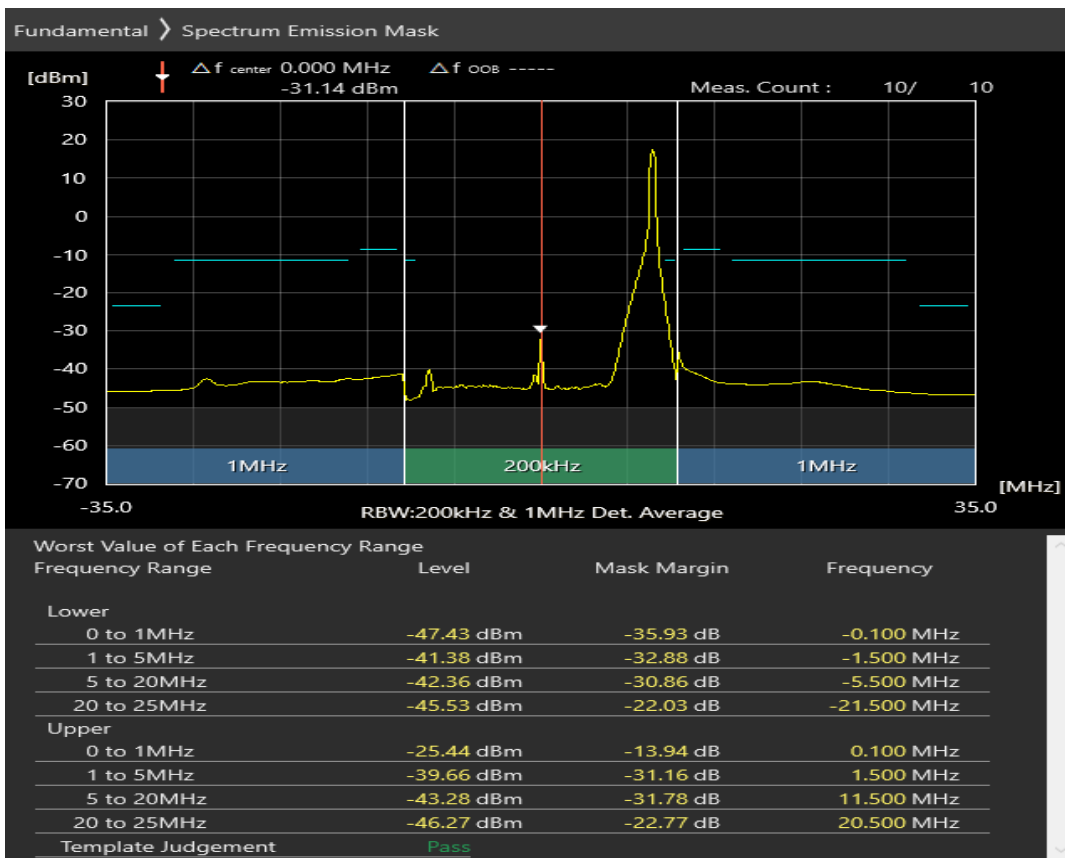 Fundamental ❯ Spectrum Emission Mask
[dBm] △f center 0.000 MHz △f OOB -----
-31.14 dBm Meas. Count : 10/ 10
30
20
10
0
-10
-20
-30
-40
-50
-60
1MHz 200kHz 1MHz
-70 [MHz]
-35.0 RBW:200kHz & 1MHz Det. Average 35.0
Worst Value of Each Frequency Range
Frequency Range Level Mask Margin Frequency
Lower
0 to 1MHz -47.43 dBm -35.93 dB -0.100 MHz
1 to 5MHz -41.38 dBm -32.88 dB -1.500 MHz
5 to 20MHz -42.36 dBm -30.86 dB -5.500 MHz
20 to 25MHz -45.53 dBm -22.03 dB -21.500 MHz
Upper
0 to 1MHz -25.44 dBm -13.94 dB 0.100 MHz
1 to 5MHz -39.66 dBm -31.16 dB 1.500 MHz
5 to 20MHz -43.28 dBm -31.78 dB 11.500 MHz
20 to 25MHz -46.27 dBm -22.77 dB 20.500 MHz
Template Judgement Pass